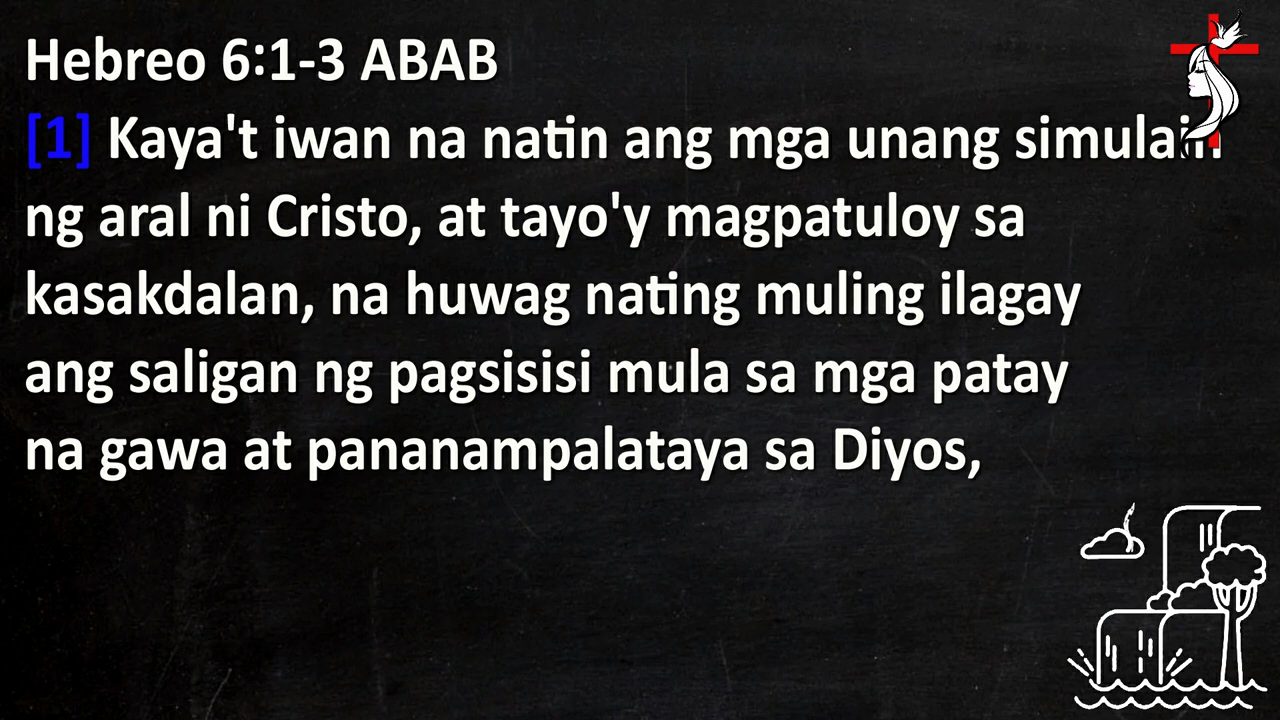 Hebreo 6:1-3 ABAB
[1] Kaya't iwan na natin ang mga unang simulain
ng aral ni Cristo, at tayo'y magpatuloy sa
kasakdalan, na huwag nating muling ilagay
ang saligan ng pagsisisi mula sa mga patay
na gawa at pananampalataya sa Diyos,